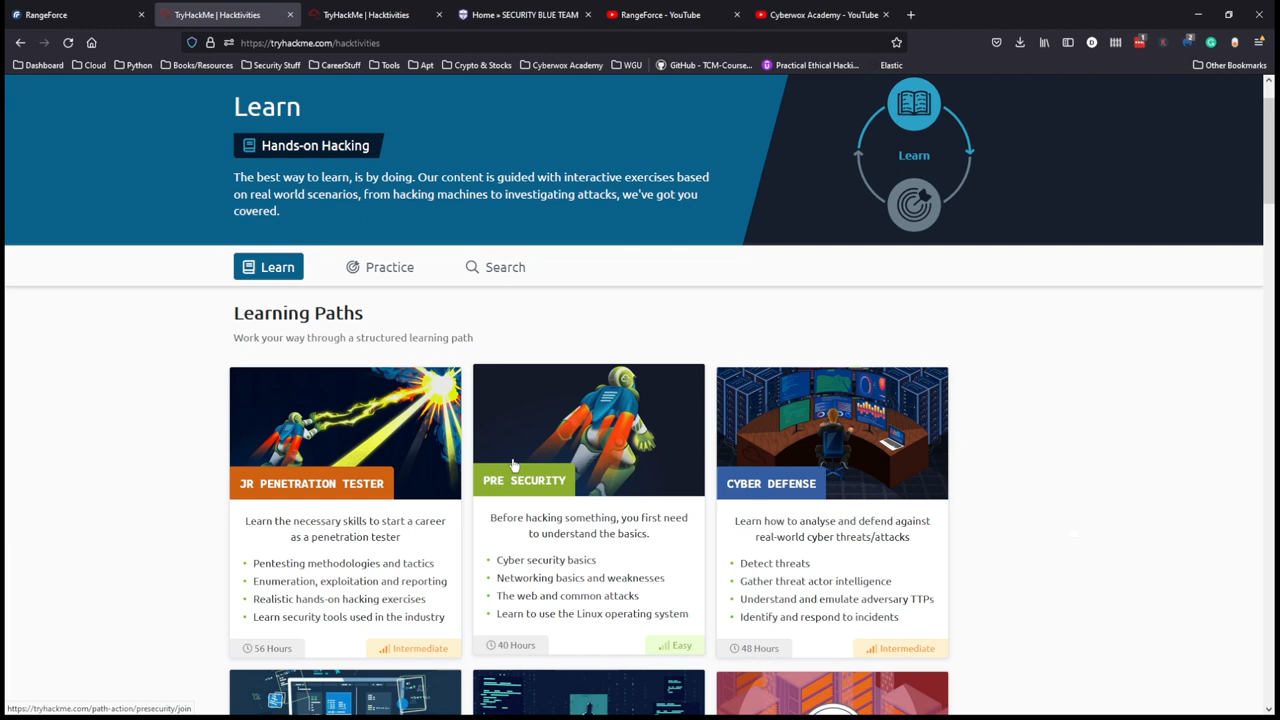 RangeForce
TryHackMe | Hacktivities
TryHackMe | Hacktivities
Home » SECURITY BLUE TEAM
RangeForce - YouTube
Cyberwox Academy - YouTube
https://tryhackme.com/hacktivities
Dashboard
Cloud
Python
Books/Resources
Security Stuff
CareerStuff
Tools
Apt
Crypto & Stocks
Cyberwox Academy
WGU
GitHub - TCM-Course...
Practical Ethical Hacki...
Elastic
Other Bookmarks
Learn
Hands-on Hacking
The best way to learn, is by doing. Our content is guided with interactive exercises based
on real world scenarios, from hacking machines to investigating attacks, we've got you
covered.
Learn
Learn
Practice
Search
Learning Paths
Work your way through a structured learning path
JR PENETRATION TESTER
Learn the necessary skills to start a career
as a penetration tester
Pentesting methodologies and tactics
Enumeration, exploitation and reporting
Realistic hands-on hacking exercises
Learn security tools used in the industry
56 Hours
Intermediate
PRE SECURITY
Before hacking something, you first need
to understand the basics.
Cyber security basics
Networking basics and weaknesses
The web and common attacks
Learn to use the Linux operating system
40 Hours
Easy
CYBER DEFENSE
Learn how to analyse and defend against
real-world cyber threats/attacks
Detect threats
Gather threat actor intelligence
Understand and emulate adversary TTPs
Identify and respond to incidents
48 Hours
Intermediate
https://tryhackme.com/path-action/presecurity/join